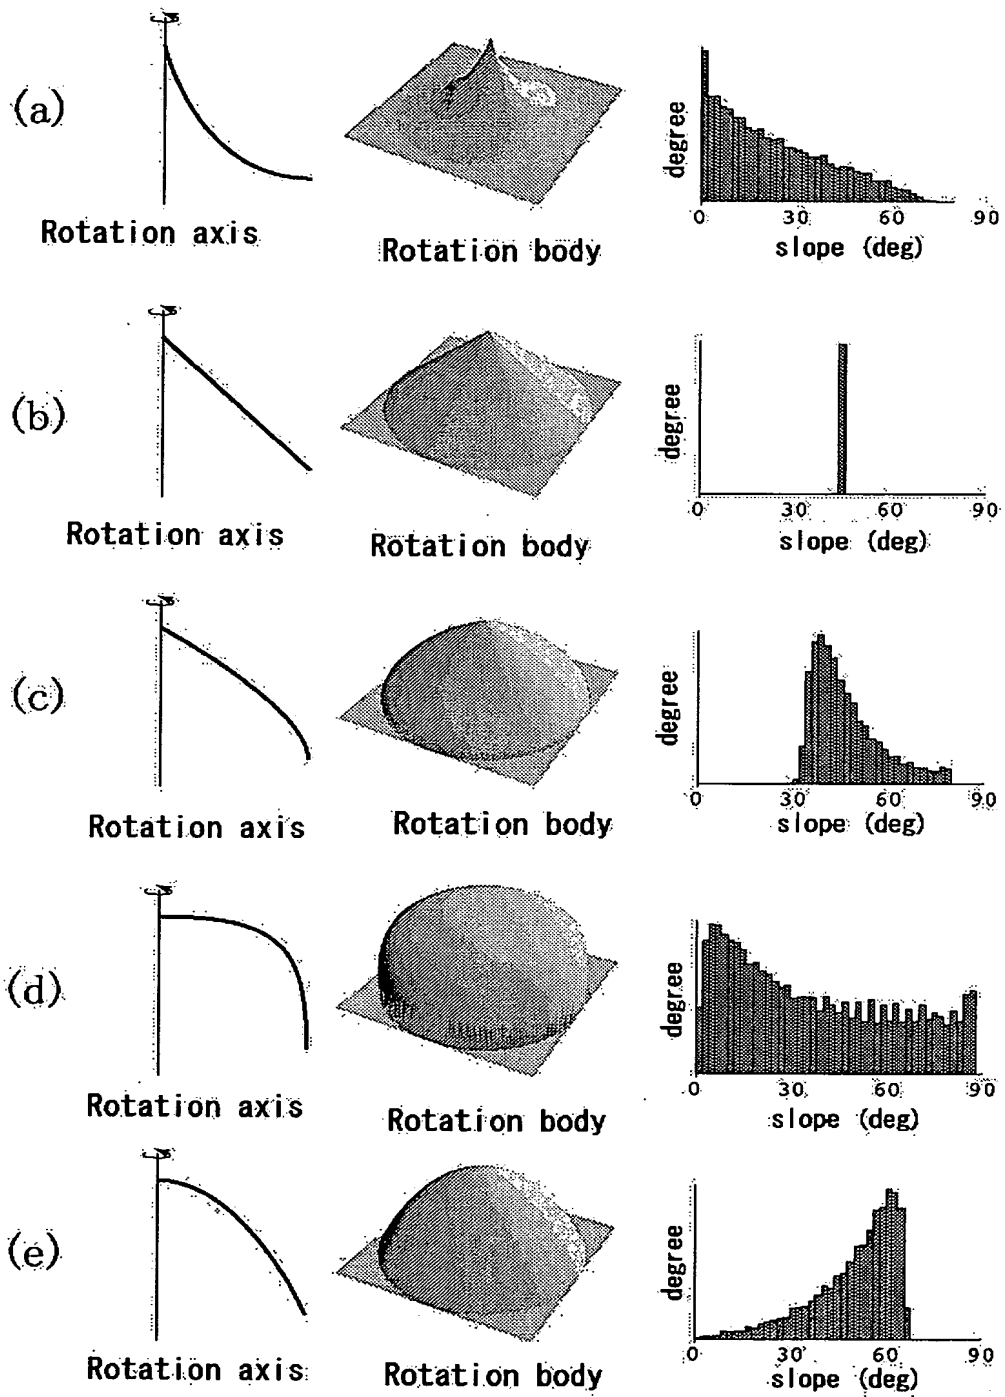 (a)
Rotation axis
Rotation body
degree
0 30 60 90
slope (deg)
(b)
Rotation axis
Rotation body
degree
0 30 60 90
slope (deg)
(c)
Rotation axis
Rotation body
degree
0 30 60 90
slope (deg)
(d)
Rotation axis
Rotation body
degree
0 30 60 90
slope (deg)
(e)
Rotation axis
Rotation body
degree
0 30 60 90
slope (deg)